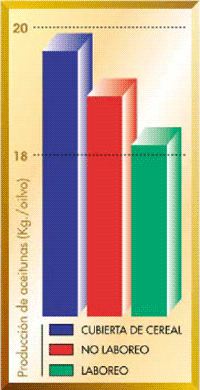 20
18
Producción de aceitunas (Kg./olivo)
CUBIERTA DE CEREAL
NO LABOREO
LABOREO